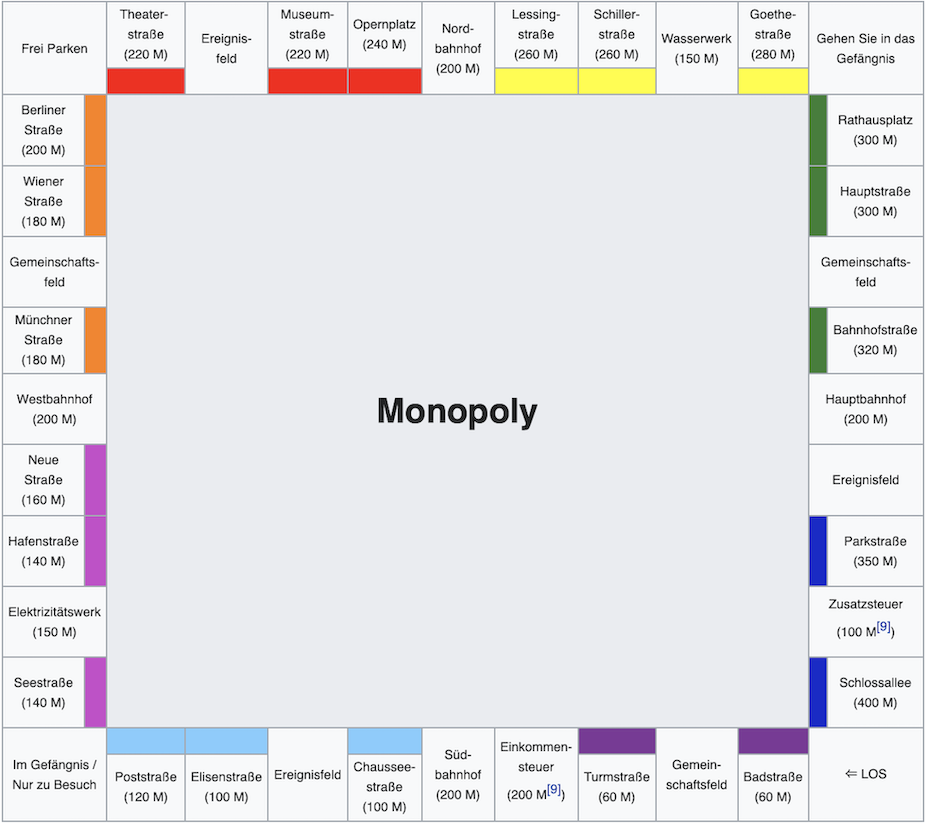 Frei Parken
Theater-
straße
(220 M)
Ereignis-
feld
Museum-
straße
(220 M)
Opernplatz
(240 M)
Nord-
bahnhof
(200 M)
Lessing-
straße
(260 M)
Schiller-
straße
(260 M)
Wasserwerk
(150 M)
Goethe-
straße
(280 M)
Gehen Sie in das
Gefängnis
Berliner
Straße
(200 M)
Rathausplatz
(300 M)
Wiener
Straße
(180 M)
Hauptstraße
(300 M)
Gemeinschafts-
feld
Gemeinschafts-
feld
Münchner
Straße
(180 M)
Bahnhofstraße
(320 M)
Westbahnhof
(200 M)
Monopoly
Hauptbahnhof
(200 M)
Neue
Straße
(160 M)
Ereignisfeld
Hafenstraße
(140 M)
Parkstraße
(350 M)
Elektrizitätswerk
(150 M)
Zusatzsteuer
(100 M[9])
Seestraße
(140 M)
Schlossallee
(400 M)
Im Gefängnis /
Nur zu Besuch
Poststraße
(120 M)
Elisenstraße
(100 M)
Ereignisfeld
Chaussee-
straße
(100 M)
Süd-
bahnhof
(200 M)
Einkommen-
steuer
(200 M[9])
Turmstraße
(60 M)
Gemein-
schaftsfeld
Badstraße
(60 M)
⇐ LOS